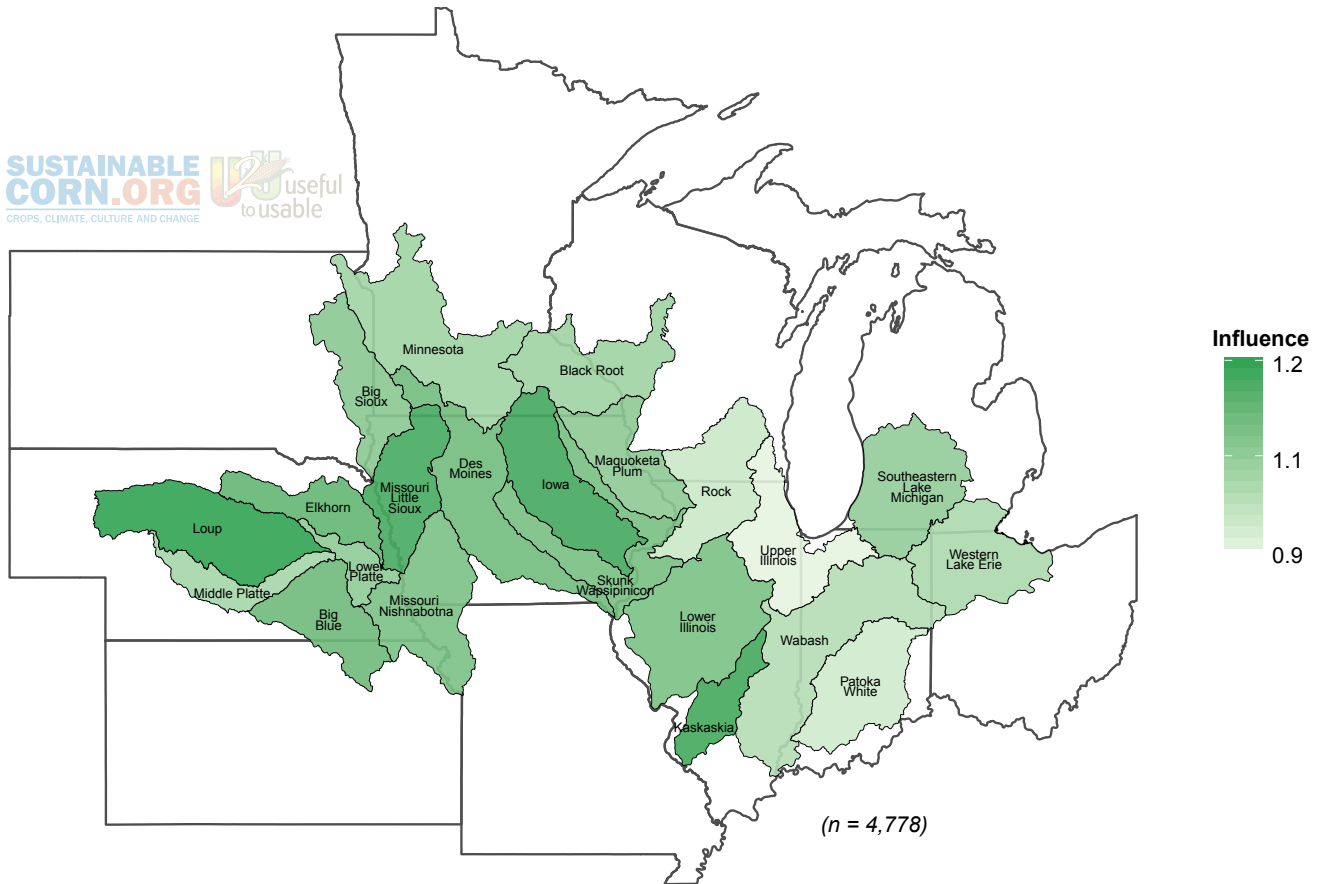 SUSTAINABLE
CORN.ORG
CROPS, CLIMATE, CULTURE AND CHANGE
U2U useful
to usable
Minnesota
Black Root
Big
Sioux
Influence
1.2
1.1
0.9
Maquoketa
Plum
Des
Moines
Southeastern
Lake
Michigan
Missouri
Little
Sioux
Iowa
Rock
Elkhorn
Loup
Upper
Illinois
Western
Lake Erie
Lower
Platte
Skunk
Wapsipinicon
Middle Platte
Missouri
Nishnabotna
Big
Blue
Lower
Illinois
Wabash
Patoka
White
Kaskaskia
(n = 4,778)